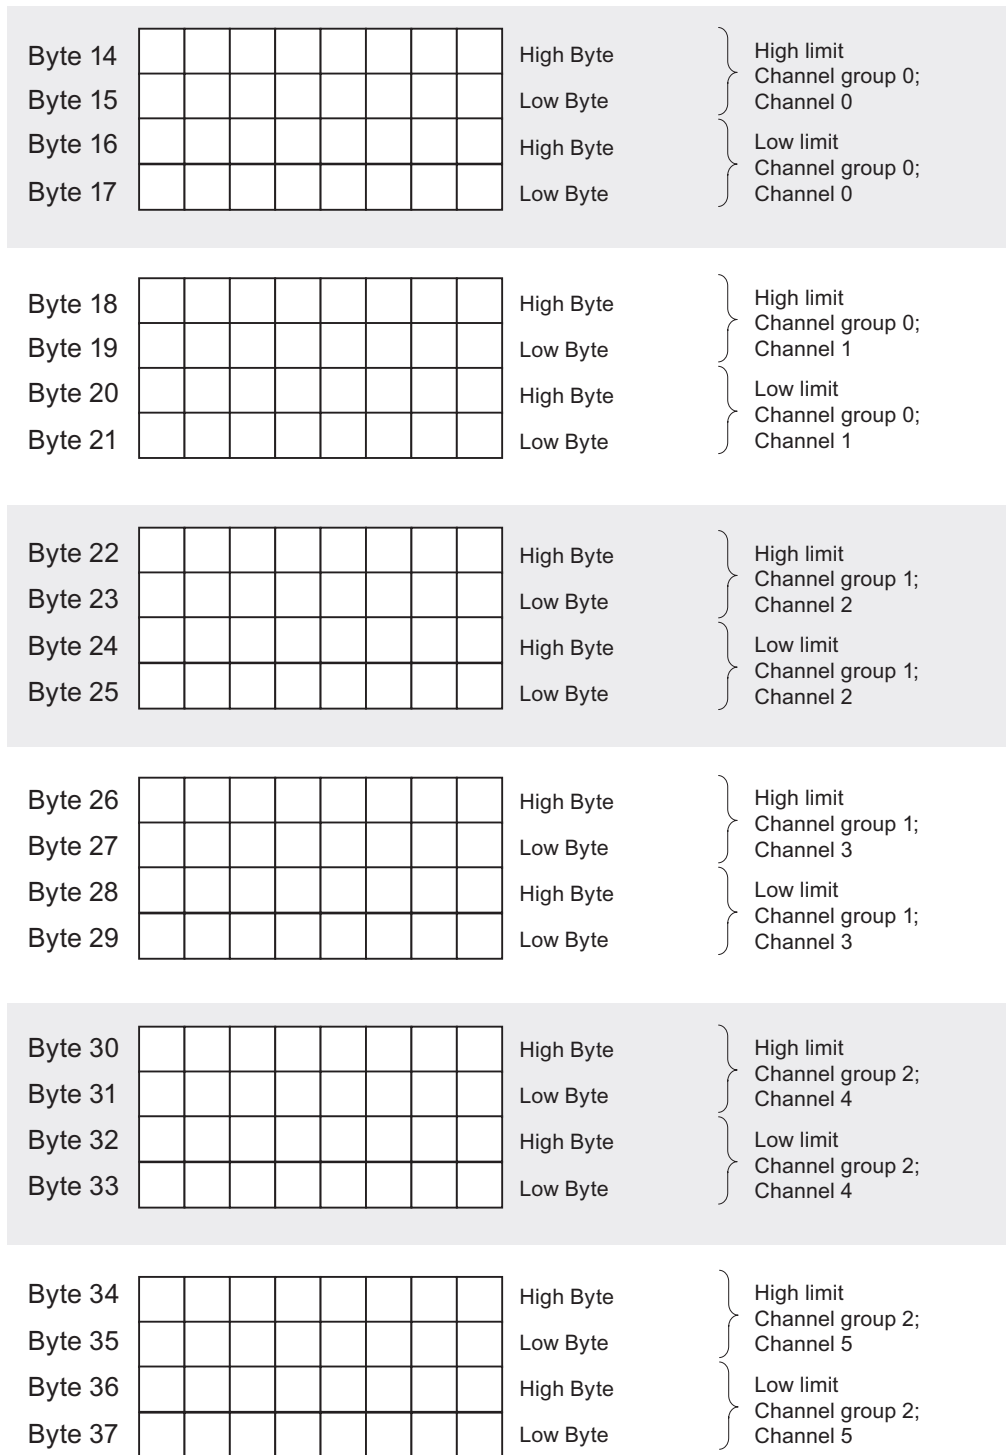 Byte 14
High Byte
High limit
Channel group 0;
Channel 0
Byte 15
Low Byte
Byte 16
High Byte
Low limit
Channel group 0;
Channel 0
Byte 17
Low Byte
Byte 18
High Byte
High limit
Channel group 0;
Channel 1
Byte 19
Low Byte
Byte 20
High Byte
Low limit
Channel group 0;
Channel 1
Byte 21
Low Byte
Byte 22
High Byte
High limit
Channel group 1;
Channel 2
Byte 23
Low Byte
Byte 24
High Byte
Low limit
Channel group 1;
Channel 2
Byte 25
Low Byte
Byte 26
High Byte
High limit
Channel group 1;
Channel 3
Byte 27
Low Byte
Byte 28
High Byte
Low limit
Channel group 1;
Channel 3
Byte 29
Low Byte
Byte 30
High Byte
High limit
Channel group 2;
Channel 4
Byte 31
Low Byte
Byte 32
High Byte
Low limit
Channel group 2;
Channel 4
Byte 33
Low Byte
Byte 34
High Byte
High limit
Channel group 2;
Channel 5
Byte 35
Low Byte
Byte 36
High Byte
Low limit
Channel group 2;
Channel 5
Byte 37
Low Byte